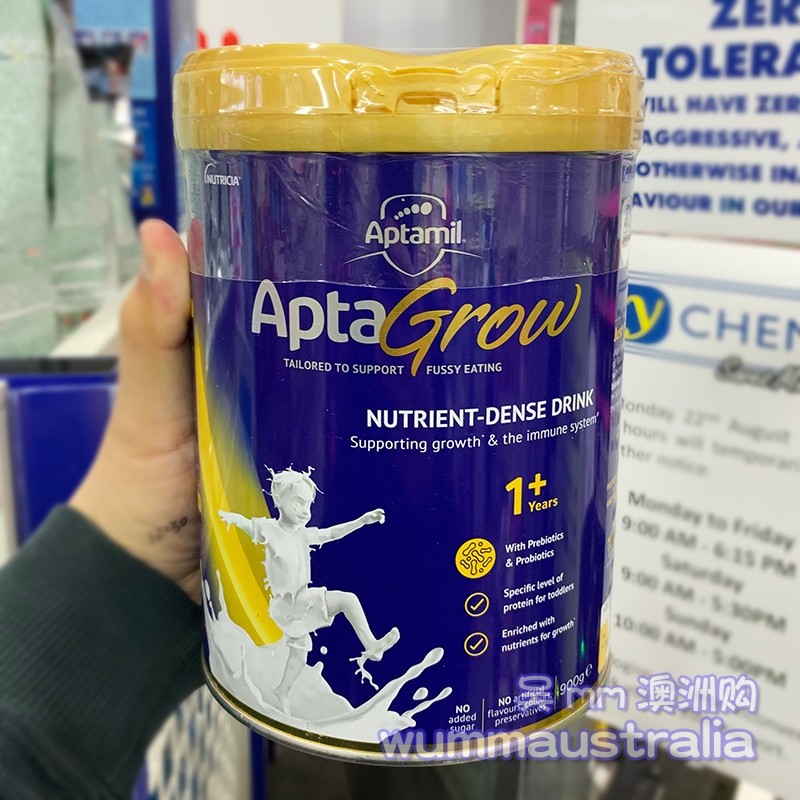 ZER
TOLERA
WILL HAVE ZER
AGGRESSIVE,
OTHERWISE
AVIOUR IN OUR
NUTRICIA
Aptamil
AptaGrow
TAILORED TO SUPPORT FUSSY EATING
NUTRIENT-DENSE DRINK
Supporting growth* & the immune system
1+
Years
With Prebiotics
& Probiotics
Specific level of
protein for toddlers
Enriched with
nutrients for growth*
NO
added
sugar
NO artificial
flavours, colours,
preservatives
900g e
y CHEM
onday 22nd August
hours will temporari
ther notice.
Monday to Friday
9:00 AM - 6:15 PM
Saturday
9:00 AM - 5:30PM
Sunday
10:00 AM - 5:00PM
吴mm 澳洲购
wummaustralia